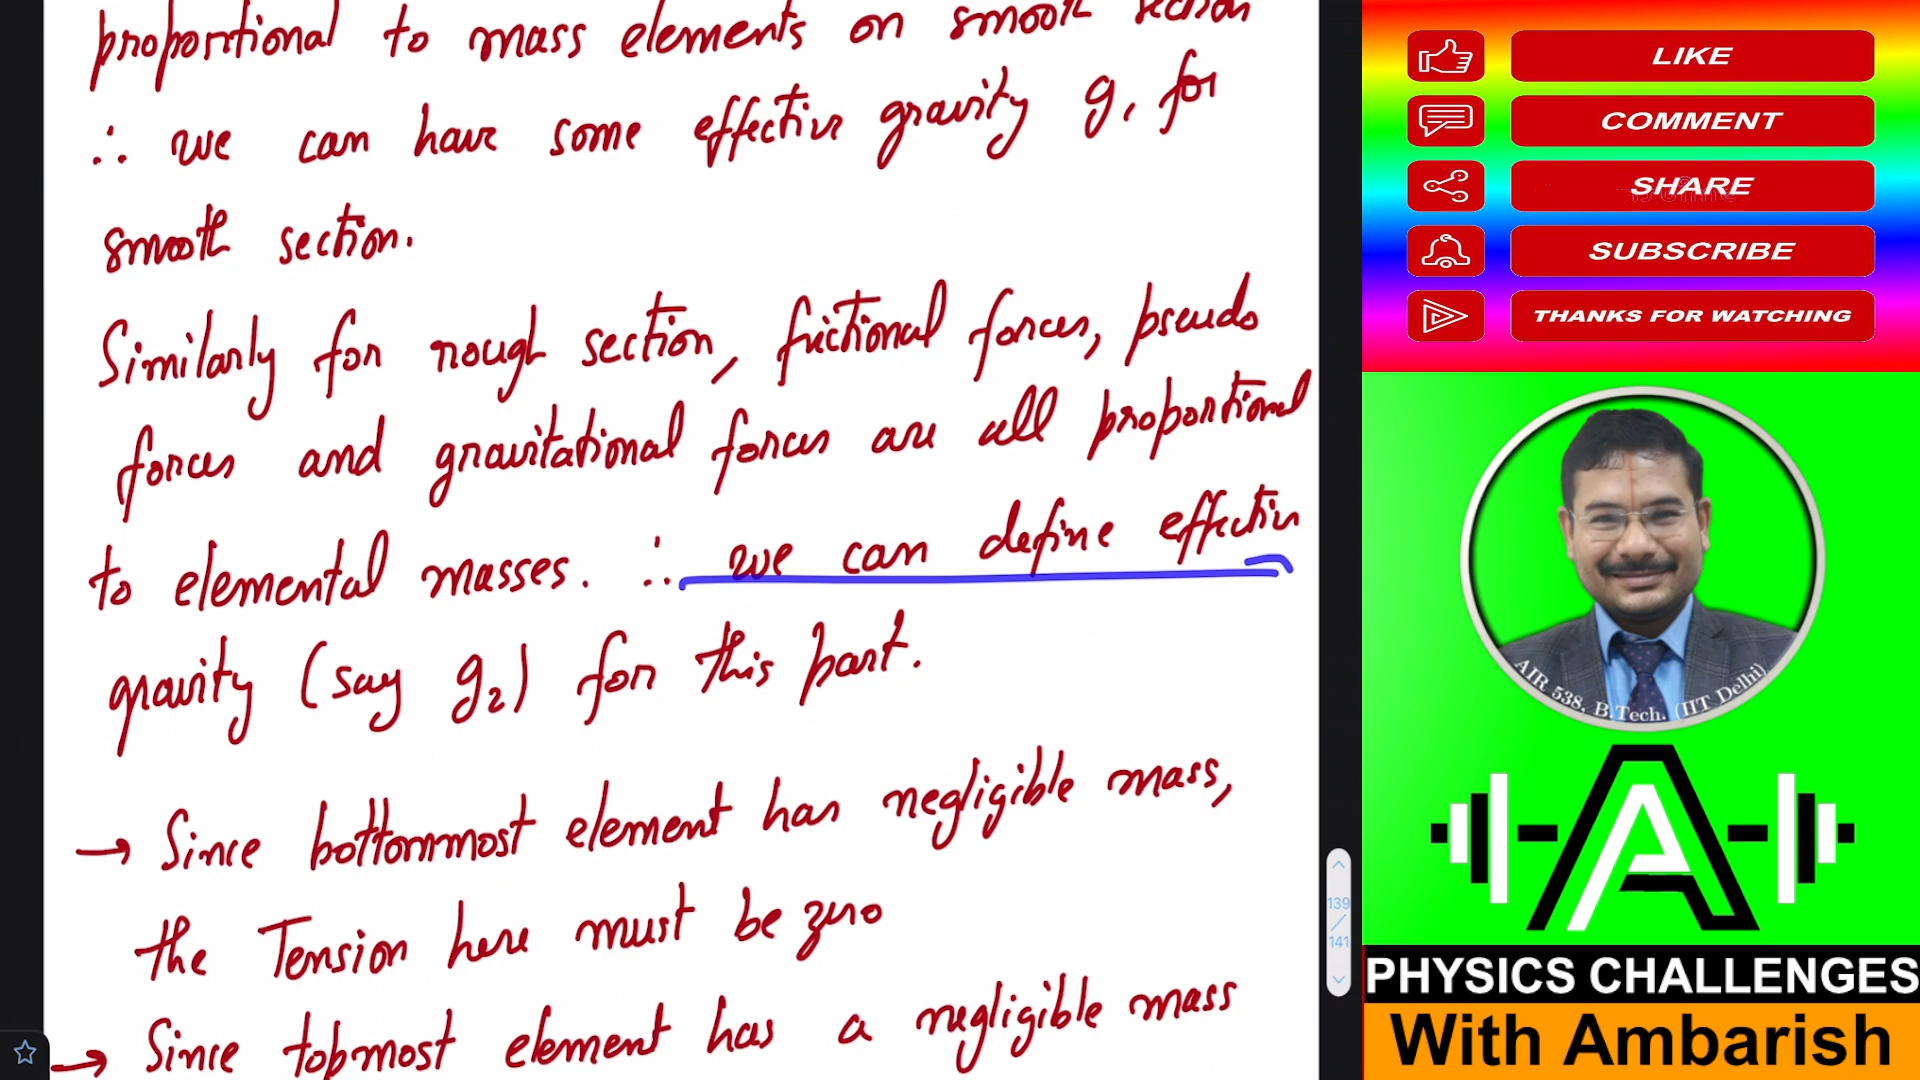 proportional to mass elements on smooth section
∴ we can have some effective gravity g₁ for
smooth section.
Similarly for rough section, frictional forces, pseudo
forces and gravitational forces are all proportional
to elemental masses. ∴ we can define effective
gravity (say g₂) for this part.
→ Since bottommost element has negligible mass,
the Tension here must be zero
→ Since topmost element has a negligible mass
139
/
141
LIKE
COMMENT
SHARE
SUBSCRIBE
THANKS FOR WATCHING
AIR 538, B.Tech. (IIT Delhi)
A
PHYSICS CHALLENGES
With Ambarish